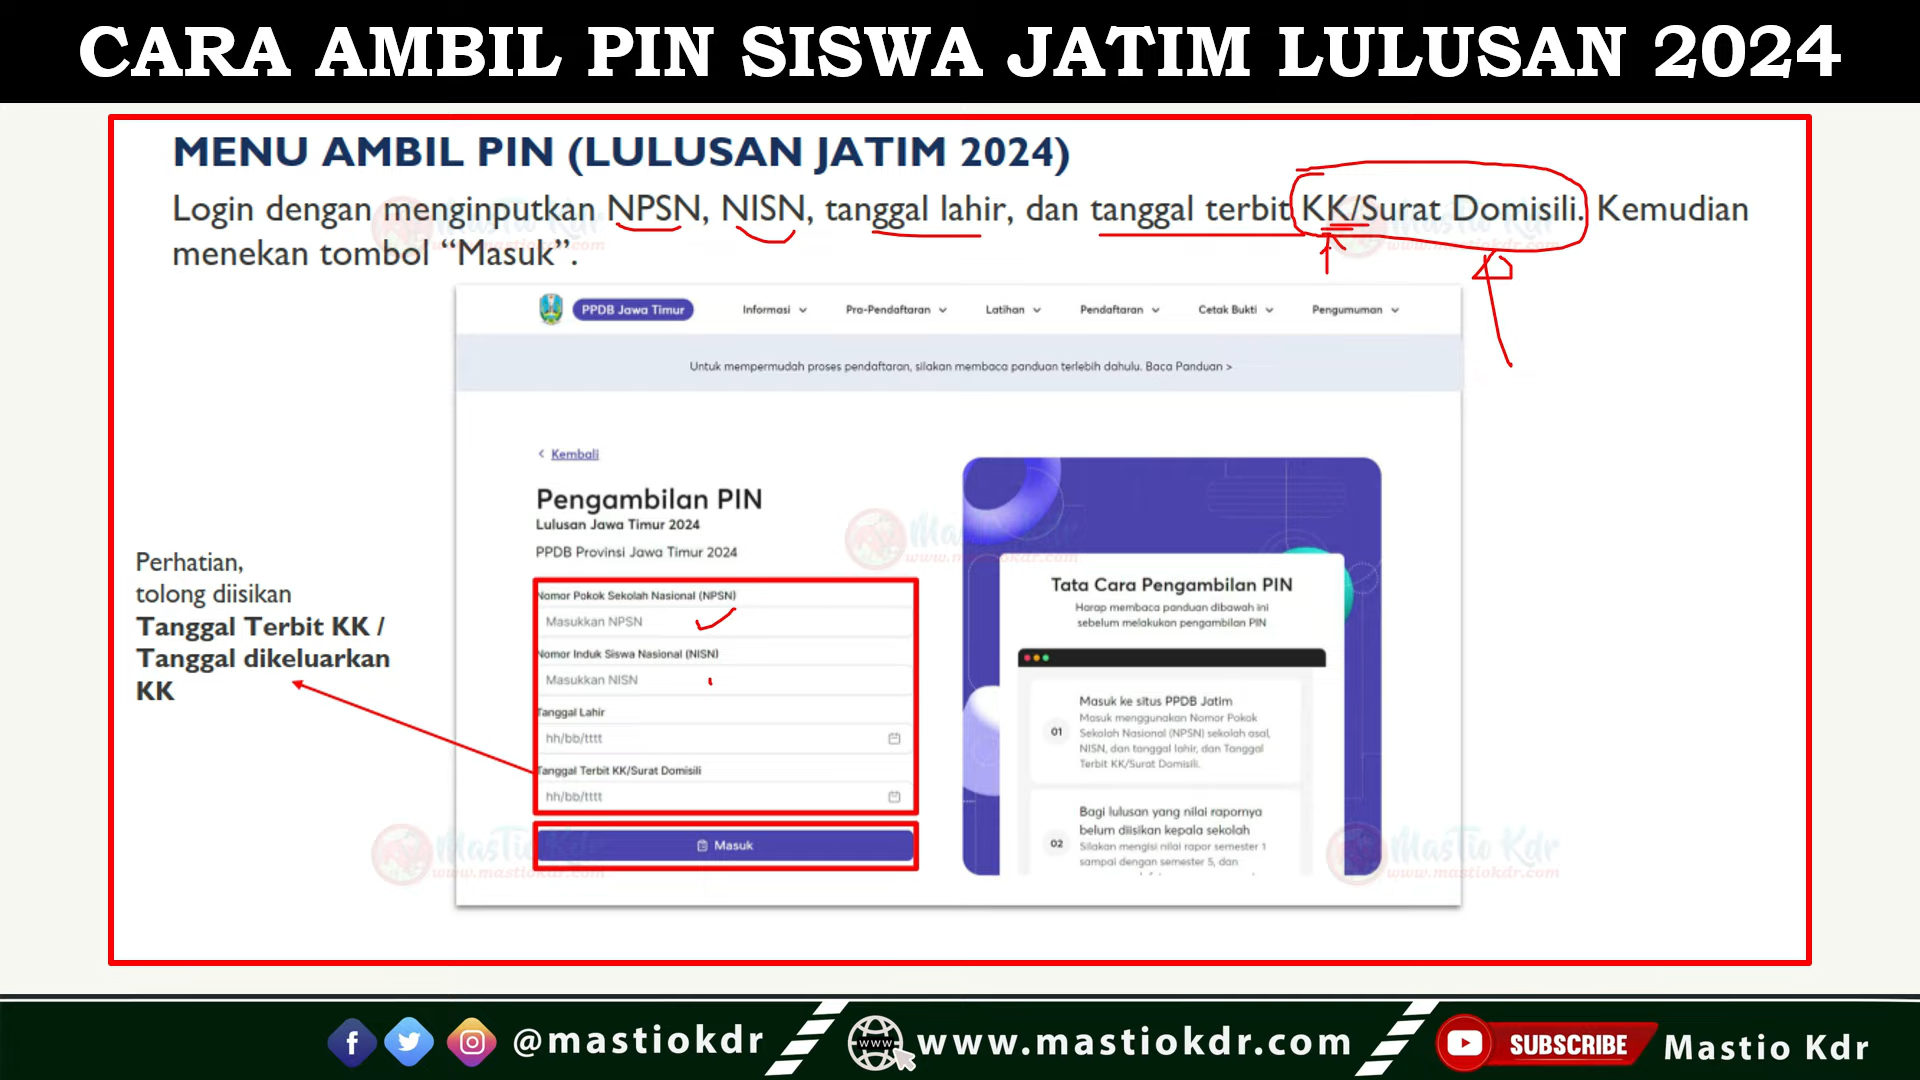 CARA AMBIL PIN SISWA JATIM LULUSAN 2024
MENU AMBIL PIN (LULUSAN JATIM 2024)
Login dengan menginputkan NPSN, NISN, tanggal lahir, dan tanggal terbit KK/Surat Domisili. Kemudian
menekan tombol “Masuk”.
PPDB Jawa Timur
Informasi
Pra-Pendaftaran
Latihan
Pendaftaran
Cetak Bukti
Pengumuman
Untuk mempermudah proses pendaftaran, silakan membaca panduan terlebih dahulu. Baca Panduan >
< Kembali
Pengambilan PIN
Lulusan Jawa Timur 2024
PPDB Provinsi Jawa Timur 2024
Perhatian,
tolong diisikan
Tanggal Terbit KK /
Tanggal dikeluarkan
KK
Nomor Pokok Sekolah Nasional (NPSN)
Masukkan NPSN
Nomor Induk Siswa Nasional (NISN)
Masukkan NISN
Tanggal Lahir
hh/bb/tttt
Tanggal Terbit KK/Surat Domisili
hh/bb/tttt
Masuk
Tata Cara Pengambilan PIN
Harap membaca panduan dibawah ini
sebelum melakukan pengambilan PIN
01
Masuk ke situs PPDB Jatim
Masuk menggunakan Nomor Pokok
Sekolah Nasional (NPSN) sekolah asal,
NISN, dan tanggal lahir, dan Tanggal
Terbit KK/Surat Domisili.
02
Bagi lulusan yang nilai rapornya
belum diisikan kepala sekolah
Silakan mengisi nilai rapor semester 1
sampai dengan semester 5, dan
MasTio Kdr
www.mastiokdr.com
@mastiokdr
www
www.mastiokdr.com
SUBSCRIBE
Mastio Kdr